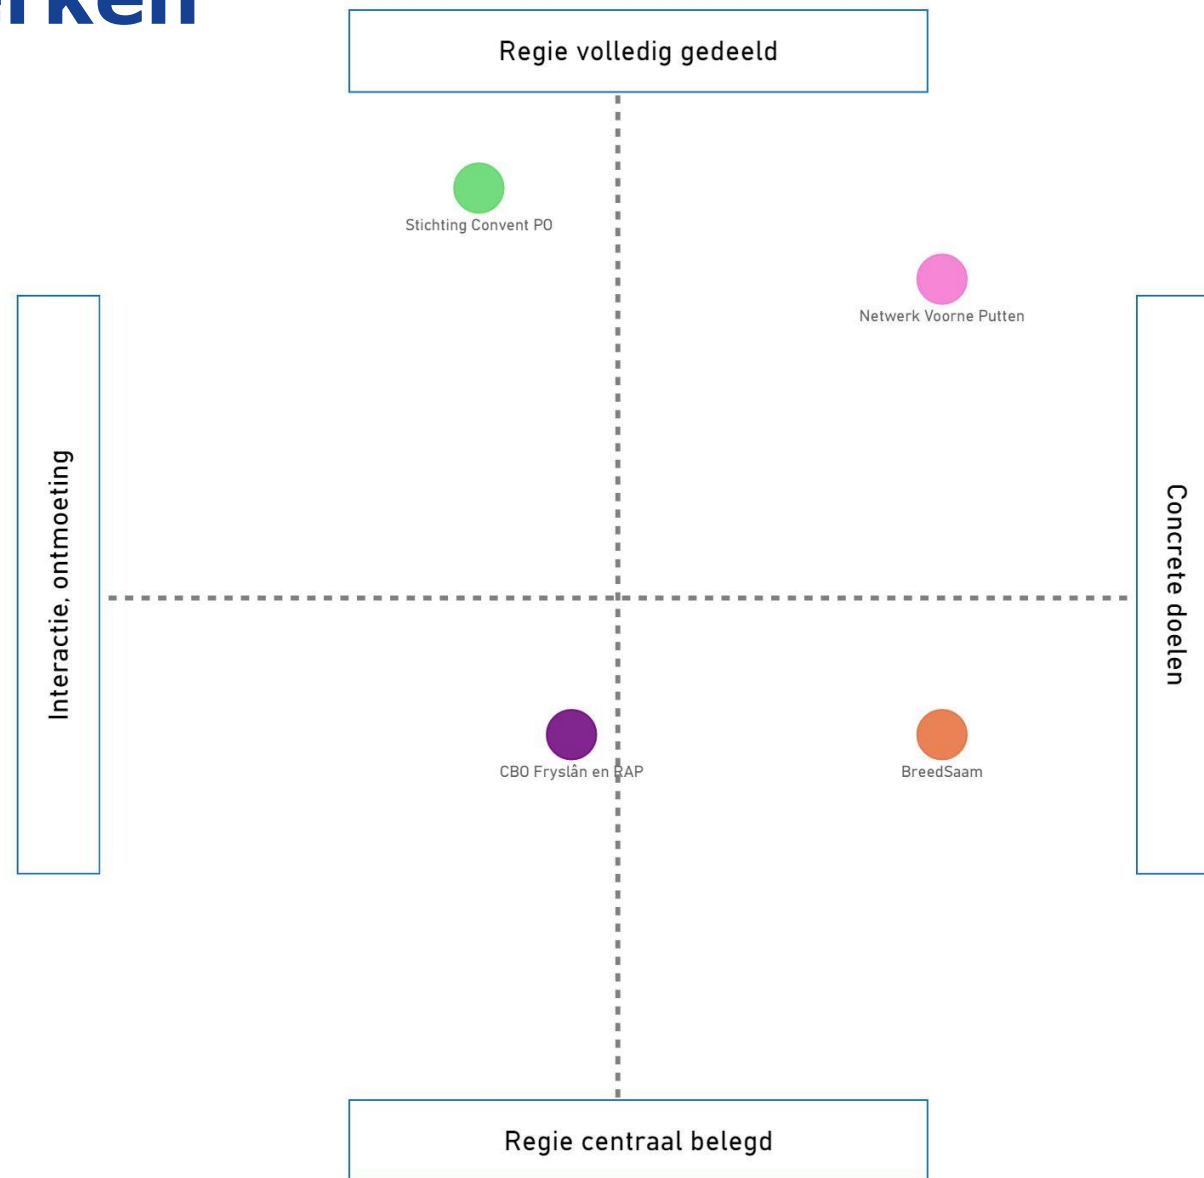 erken
Regie volledig gedeeld
Stichting Convent PO
Netwerk Voorne Putten
Interactie, ontmoeting
Concrete doelen
CBO Fryslân en RAP
BreedSaam
Regie centraal belegd